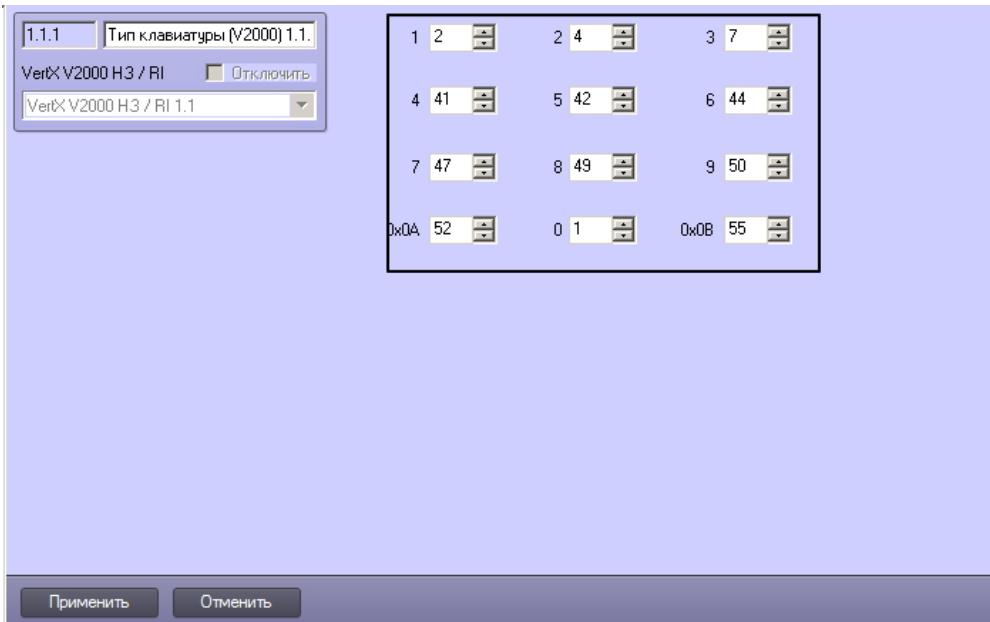 1.1.1 Тип клавиатуры (V2000) 1.1.
VertX V2000 НЗ / RI Отключить
VertX V2000 НЗ / RI 1.1
1 2 2 4 3 7
4 41 5 42 6 44
7 47 8 49 9 50
0x0A 52 0 1 0x0B 55
Применить Отменить